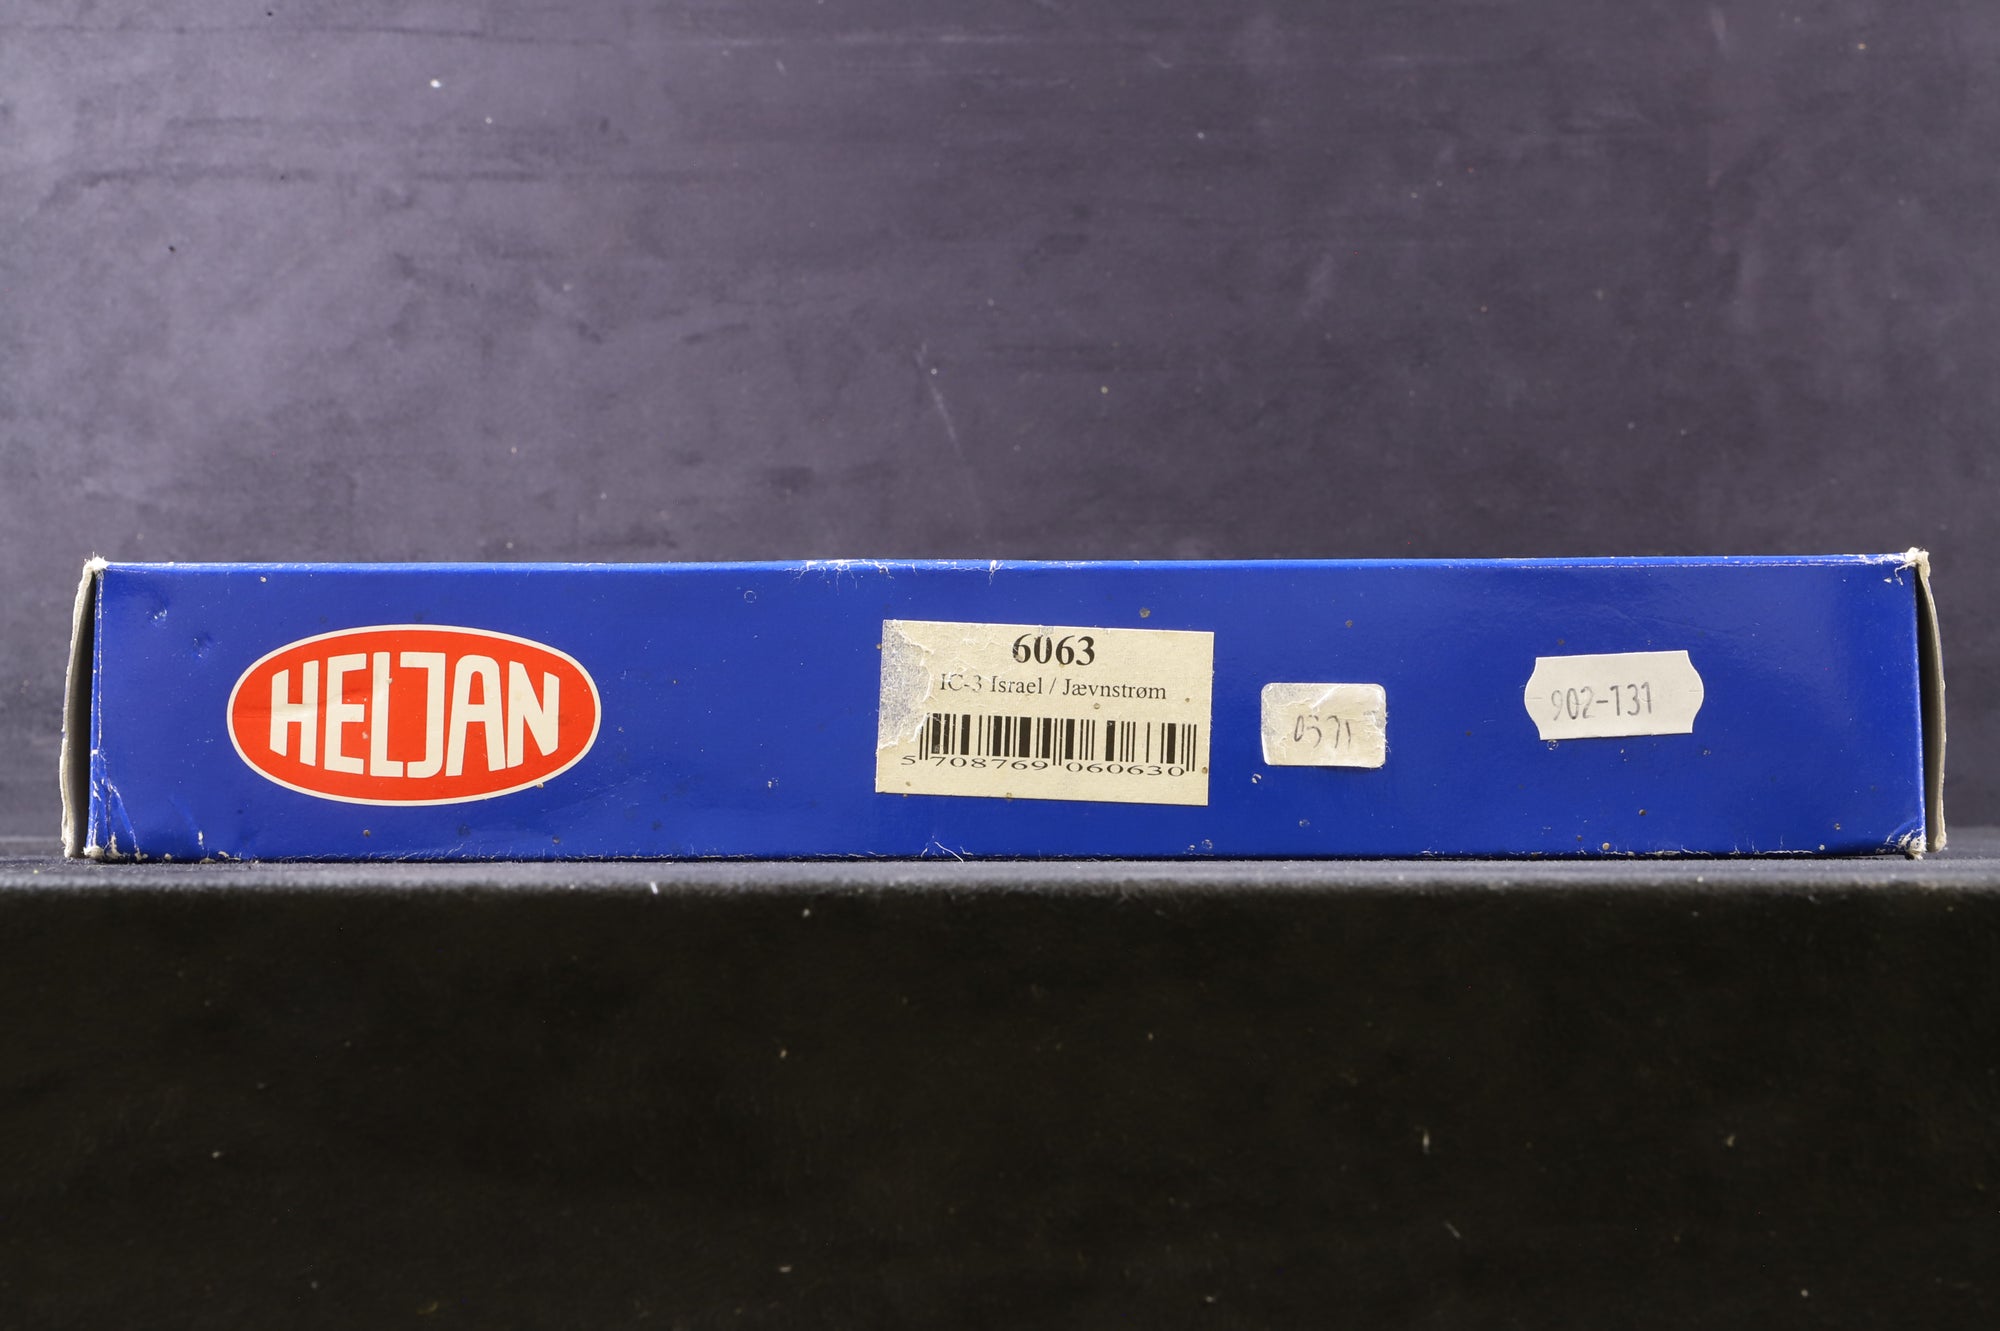 HELJAN
6063
IC-3 Israel / Jævnstrøm
5 708769 060630
902-131